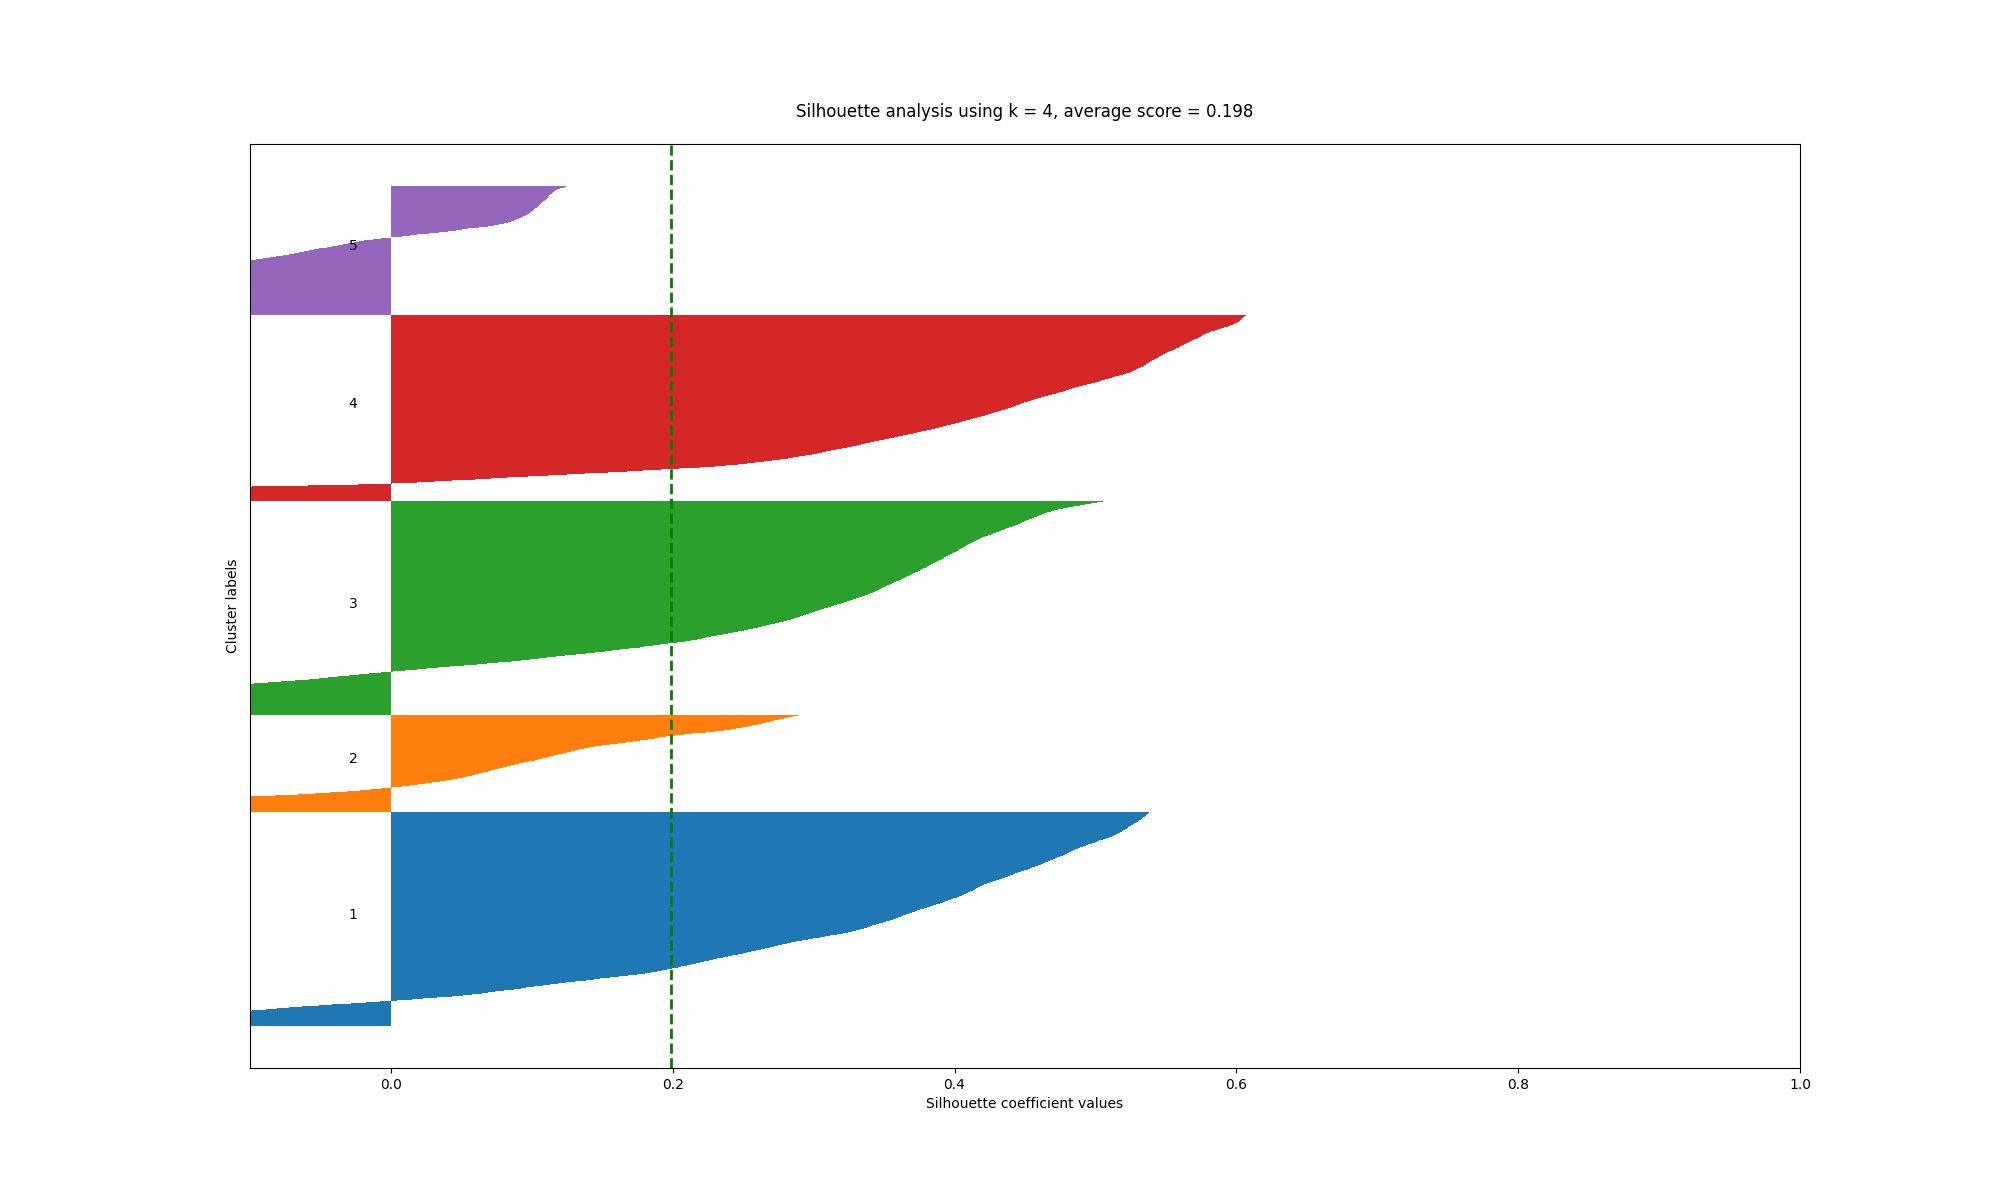 Silhouette analysis using k = 4, average score = 0.198
Cluster labels
5
4
3
2
1
0.0 0.2 0.4 0.6 0.8 1.0
Silhouette coefficient values